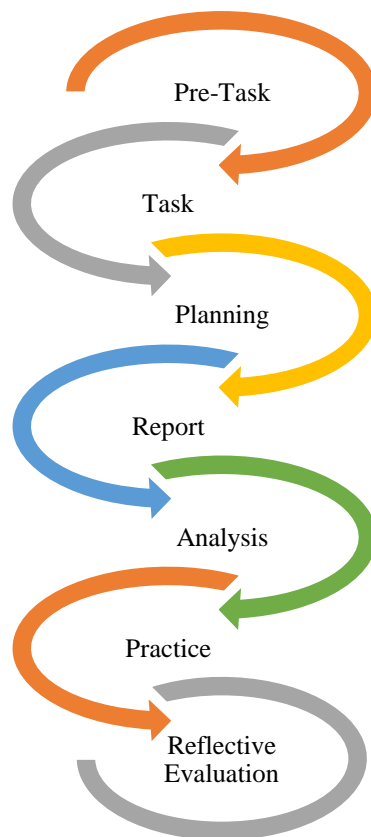 Pre-Task
Task
Planning
Report
Analysis
Practice
Reflective
Evaluation